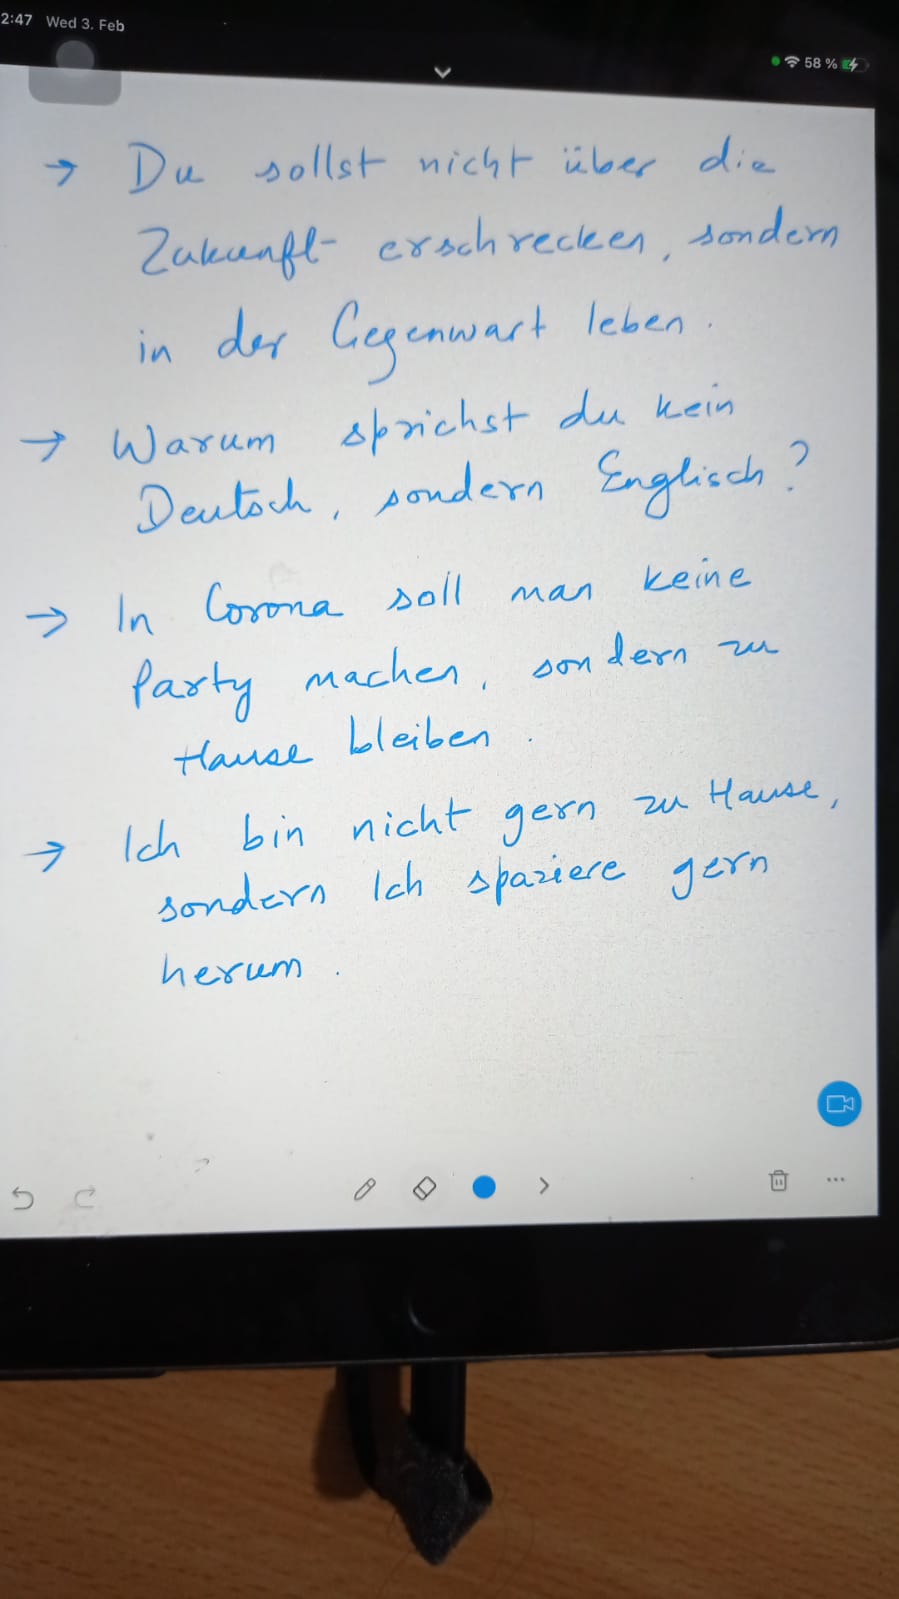 2:47 Wed 3. Feb
58 %
→ Du sollst nicht über die
Zukunft erschrecken, sondern
in der Gegenwart leben.
→ Warum sprichst du kein
Deutsch, sondern Englisch?
→ In Corona soll man keine
Party machen, sondern zu
Hause bleiben.
→ Ich bin nicht gern zu Hause,
sondern Ich spaziere gern
herum.